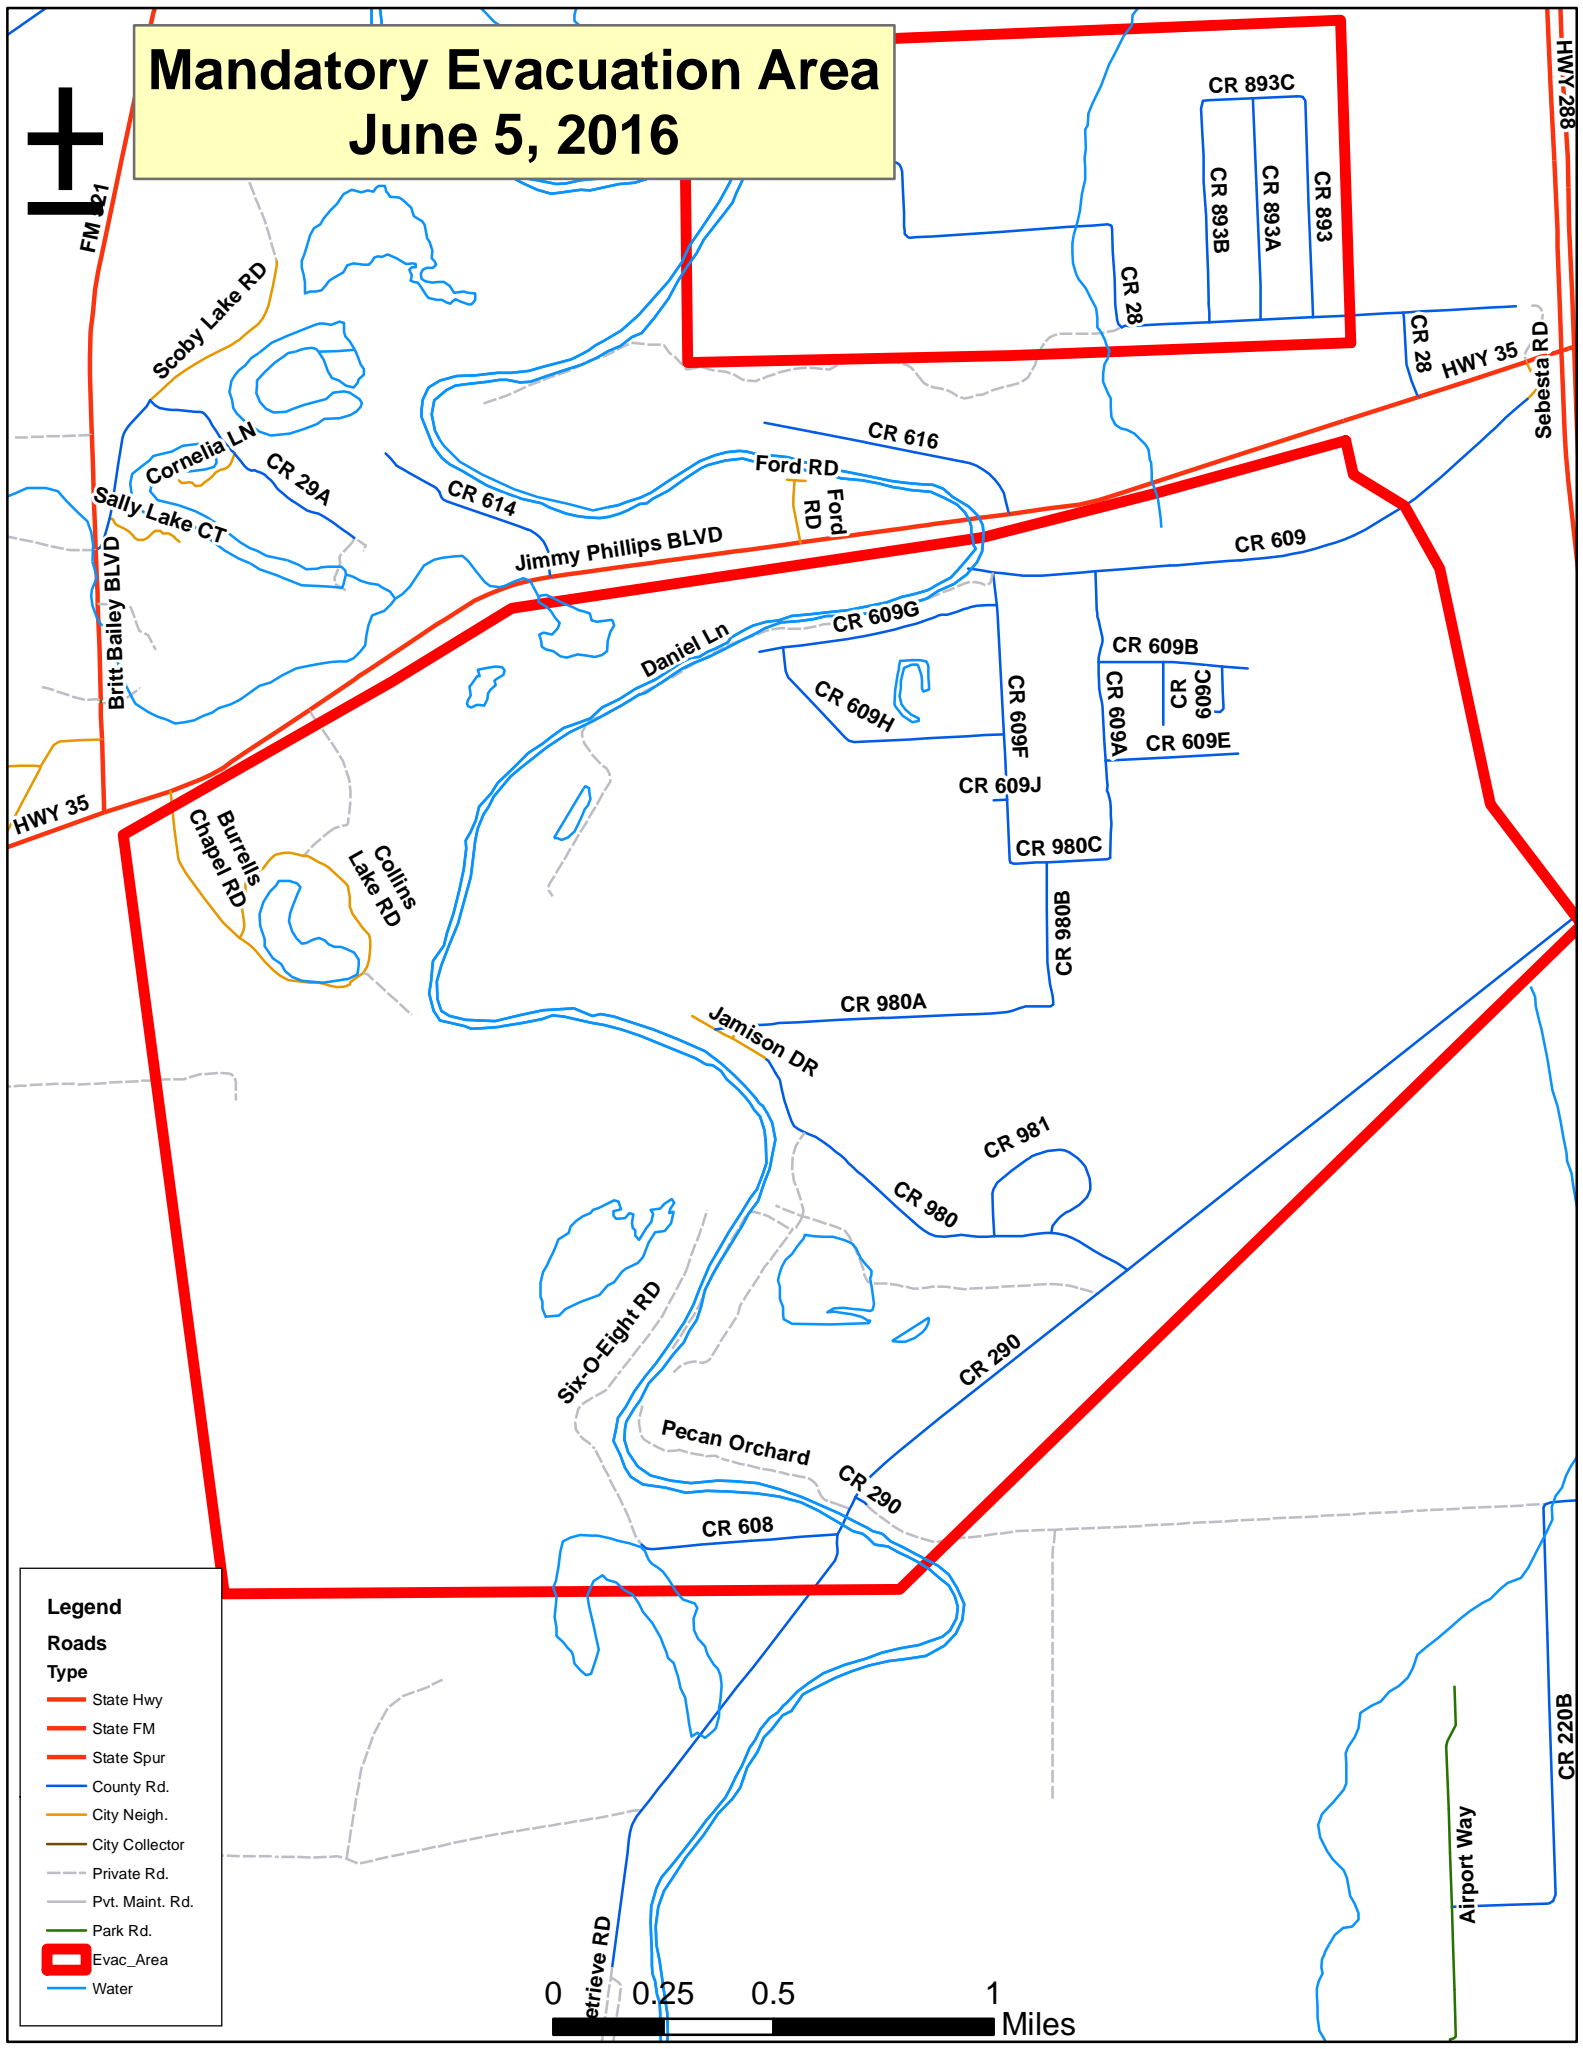 Mandatory Evacuation Area
June 5, 2016
HWY 288
CR 893C
CR 893B
CR 893A
CR 893
FM 521
Scoby Lake RD
CR 28
CR 28
HWY 35
Sebesta RD
Cornelia LN
CR 29A
CR 616
Ford RD
Ford
RD
CR 614
Sally Lake CT
Jimmy Phillips BLVD
CR 609
Britt Bailey BLVD
CR 609G
Daniel Ln
CR 609B
CR
609C
CR 609H
CR 609F
CR 609A
CR 609E
CR 609J
HWY 35
Burrells
Chapel RD
Collins
Lake RD
CR 980C
CR 980B
CR 980A
Jamison DR
CR 981
CR 980
Six-O-Eight RD
CR 290
Pecan Orchard
CR 290
CR 608
Legend
Roads
Type
State Hwy
State FM
State Spur
County Rd.
City Neigh.
City Collector
Private Rd.
Pvt. Maint. Rd.
Park Rd.
Evac_Area
Water
CR 220B
Airport Way
etrieve RD
0 0.25 0.5 1
Miles